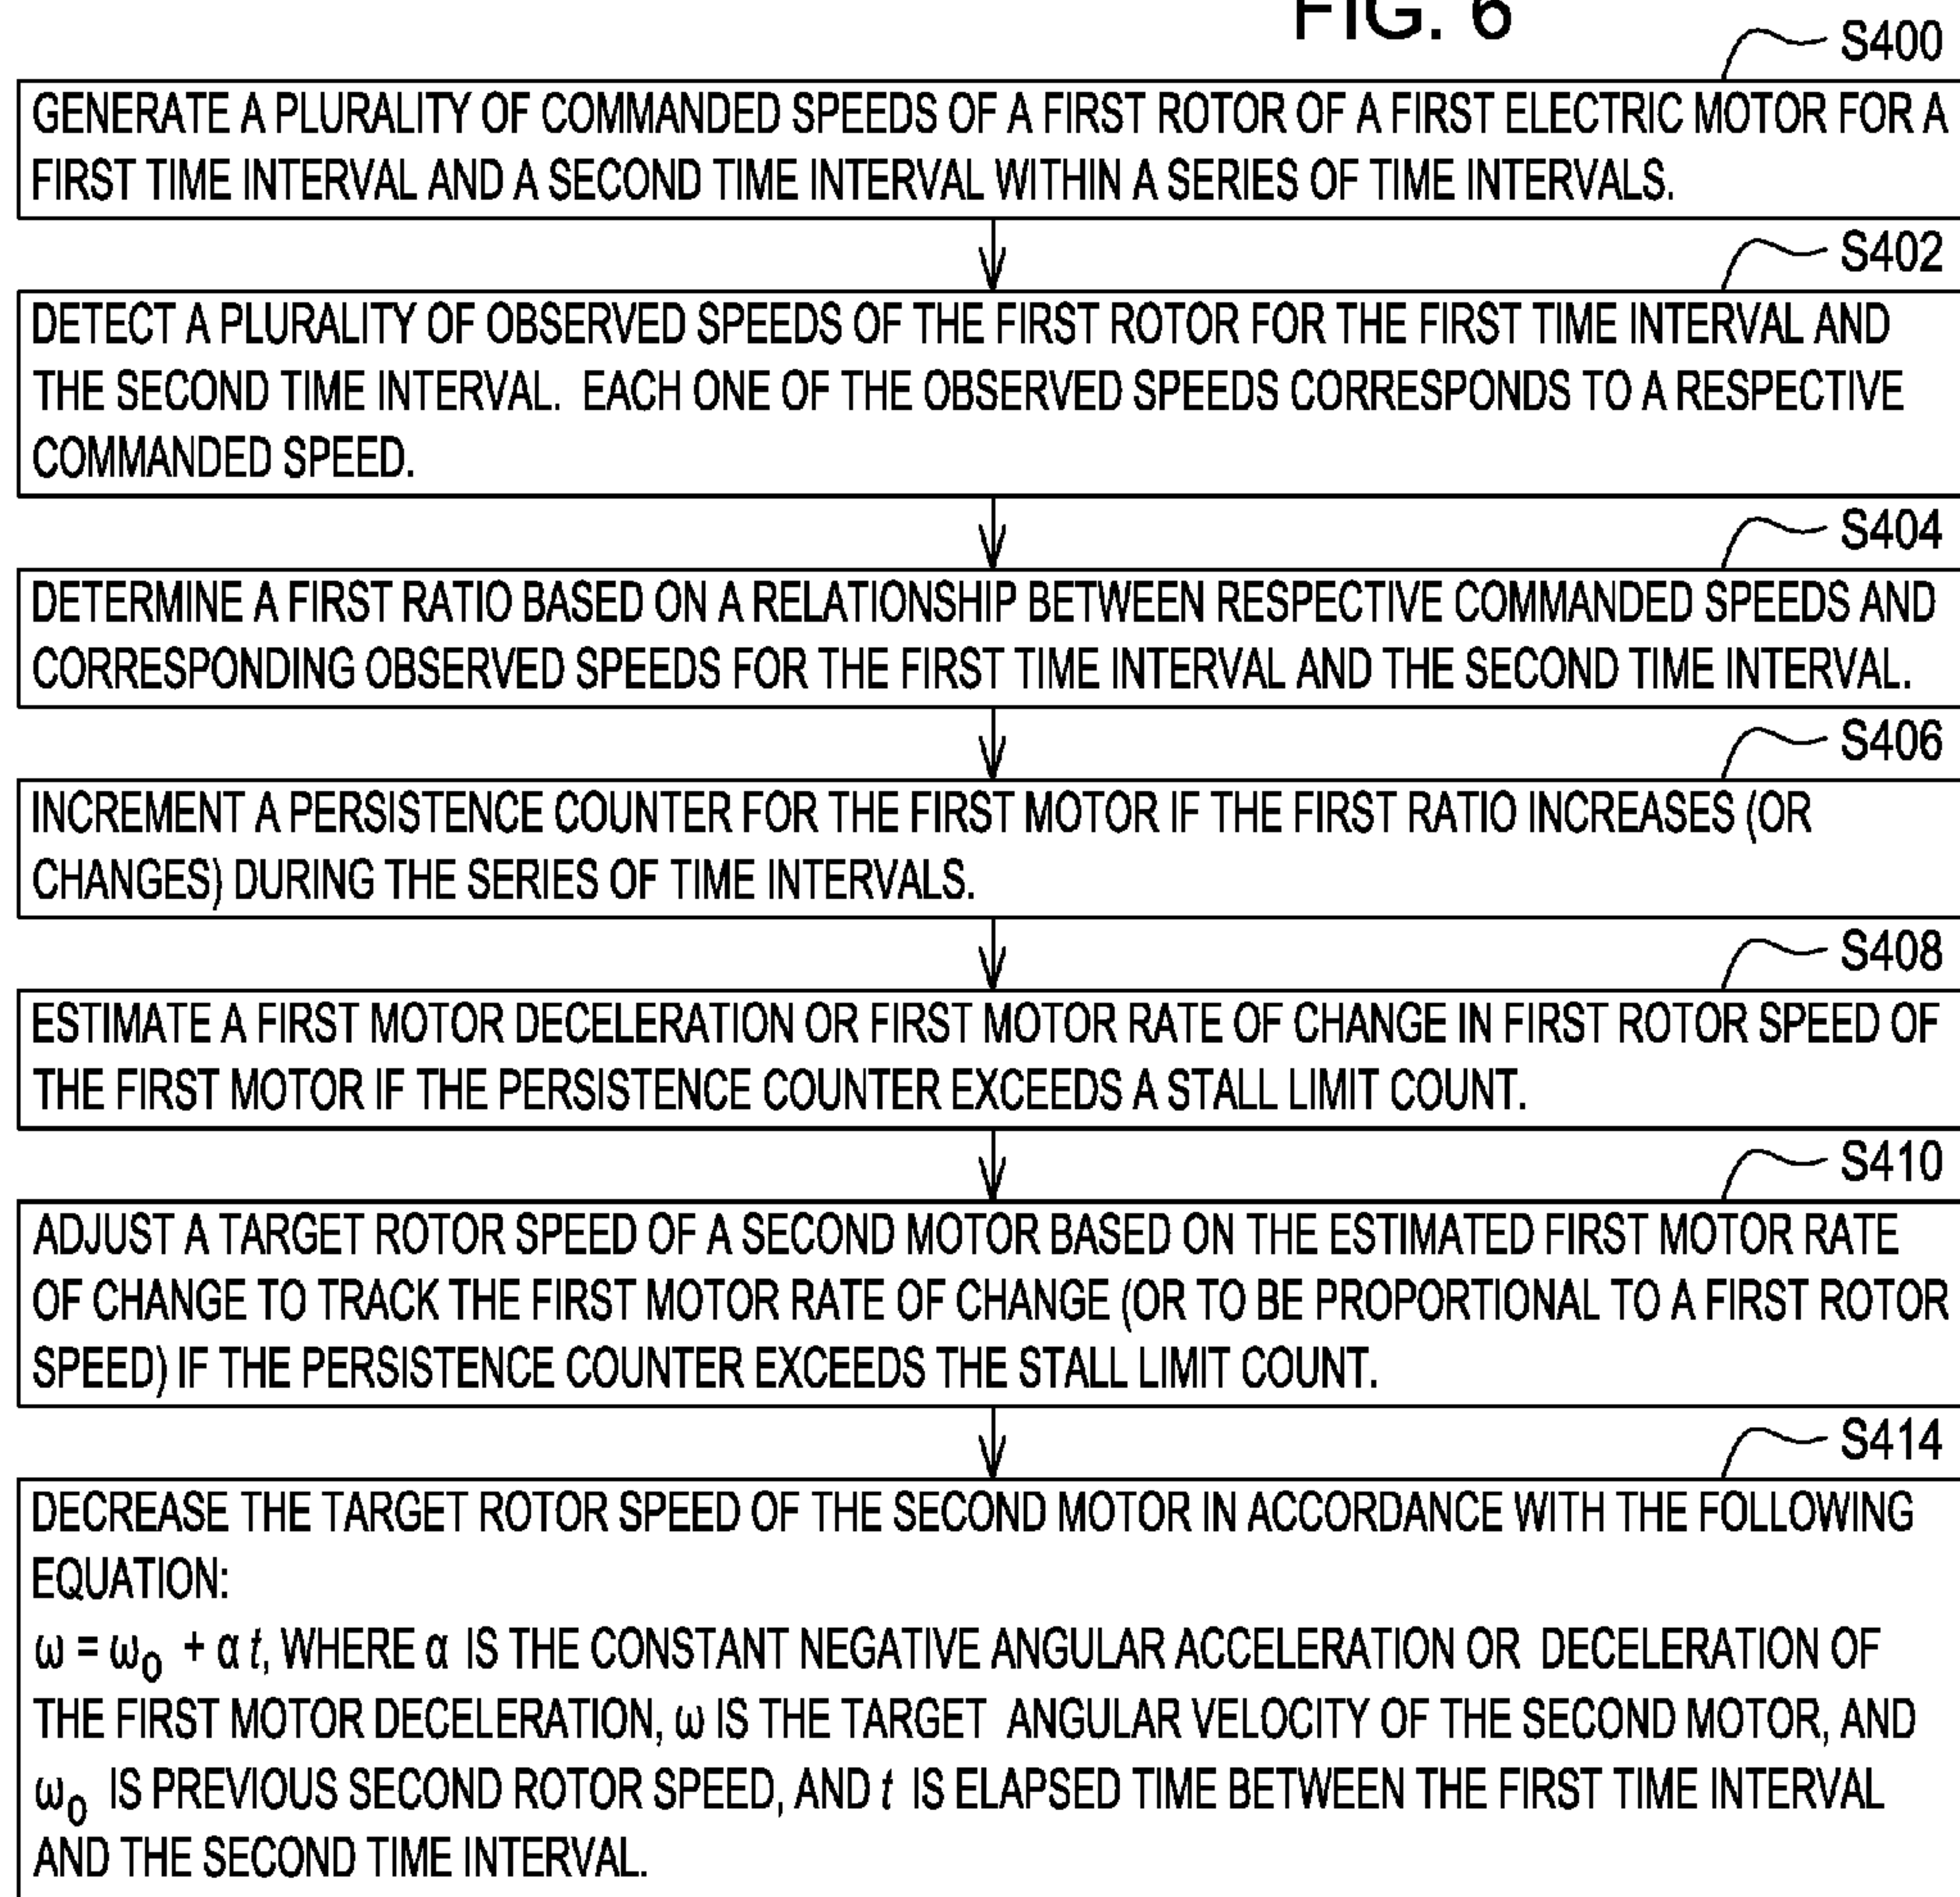 FIG. 6
S400
GENERATE A PLURALITY OF COMMANDED SPEEDS OF A FIRST ROTOR OF A FIRST ELECTRIC MOTOR FOR A
FIRST TIME INTERVAL AND A SECOND TIME INTERVAL WITHIN A SERIES OF TIME INTERVALS.
S402
DETECT A PLURALITY OF OBSERVED SPEEDS OF THE FIRST ROTOR FOR THE FIRST TIME INTERVAL AND
THE SECOND TIME INTERVAL. EACH ONE OF THE OBSERVED SPEEDS CORRESPONDS TO A RESPECTIVE
COMMANDED SPEED.
S404
DETERMINE A FIRST RATIO BASED ON A RELATIONSHIP BETWEEN RESPECTIVE COMMANDED SPEEDS AND
CORRESPONDING OBSERVED SPEEDS FOR THE FIRST TIME INTERVAL AND THE SECOND TIME INTERVAL.
S406
INCREMENT A PERSISTENCE COUNTER FOR THE FIRST MOTOR IF THE FIRST RATIO INCREASES (OR
CHANGES) DURING THE SERIES OF TIME INTERVALS.
S408
ESTIMATE A FIRST MOTOR DECELERATION OR FIRST MOTOR RATE OF CHANGE IN FIRST ROTOR SPEED OF
THE FIRST MOTOR IF THE PERSISTENCE COUNTER EXCEEDS A STALL LIMIT COUNT.
S410
ADJUST A TARGET ROTOR SPEED OF A SECOND MOTOR BASED ON THE ESTIMATED FIRST MOTOR RATE
OF CHANGE TO TRACK THE FIRST MOTOR RATE OF CHANGE (OR TO BE PROPORTIONAL TO A FIRST ROTOR
SPEED) IF THE PERSISTENCE COUNTER EXCEEDS THE STALL LIMIT COUNT.
S414
DECREASE THE TARGET ROTOR SPEED OF THE SECOND MOTOR IN ACCORDANCE WITH THE FOLLOWING
EQUATION:
ω = ω₀ + α t, WHERE α IS THE CONSTANT NEGATIVE ANGULAR ACCELERATION OR DECELERATION OF
THE FIRST MOTOR DECELERATION, ω IS THE TARGET ANGULAR VELOCITY OF THE SECOND MOTOR, AND
ω₀ IS PREVIOUS SECOND ROTOR SPEED, AND t IS ELAPSED TIME BETWEEN THE FIRST TIME INTERVAL
AND THE SECOND TIME INTERVAL.